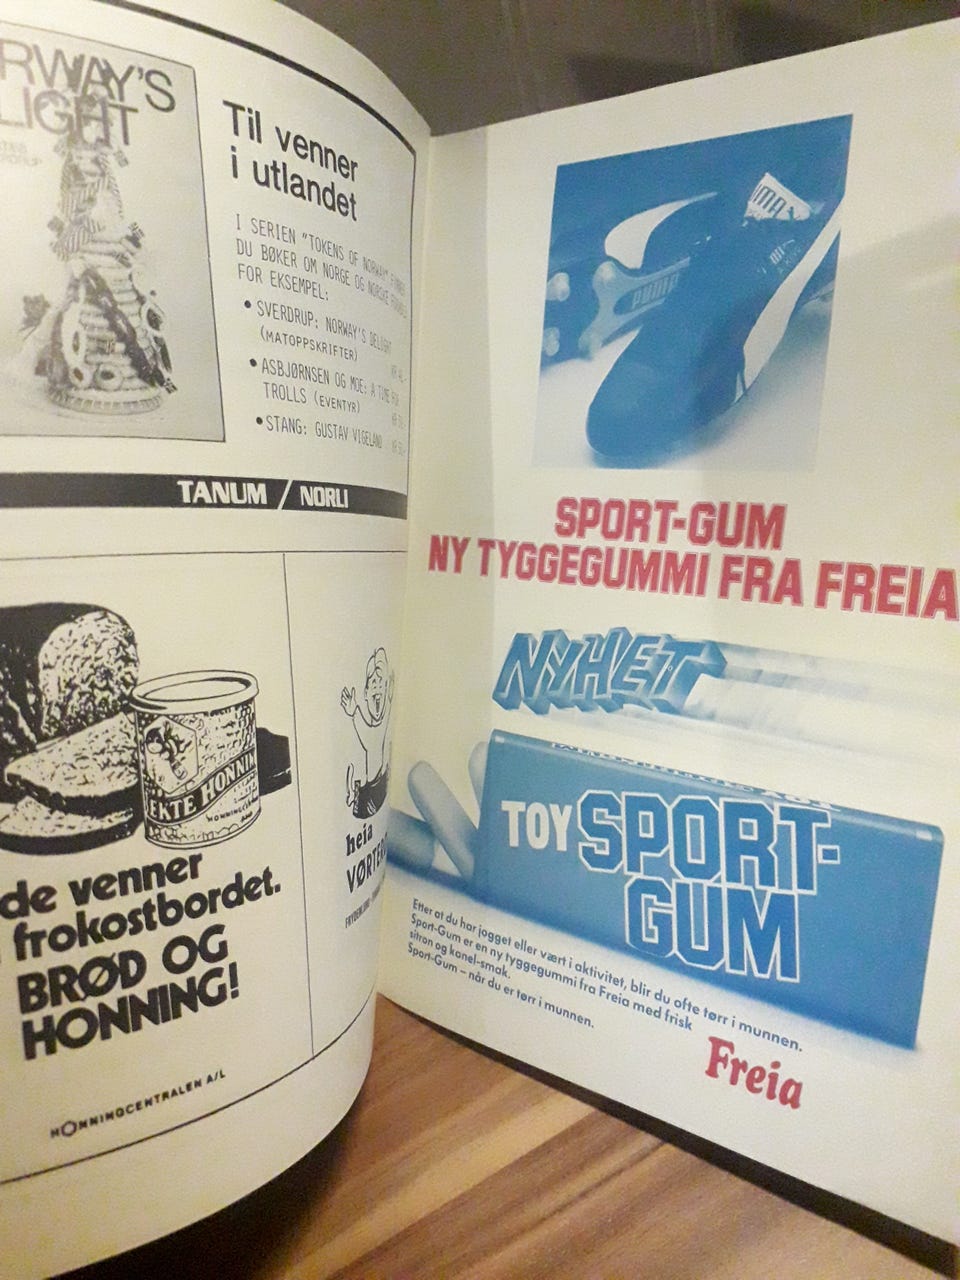 RWAY'S
LIGHT
Til venner
i utlandet
I SERIEN "TOKENS OF NORWAY"
DU BØKER OM NORGE OG NORSKE
FOR EKSEMPEL:
• SVERDRUP: NORWAY'S DELIGHT
(MATOPPSKRIFTER)
• ASBJØRNSEN OG MOE: A TIME FOR
TROLLS (EVENTYR)
• STANG: GUSTAV VIGELAND
TANUM / NORLI
EKTE HONNIN
de venner
frokostbordet.
BRØD OG
HONNING!
HONNINGCENTRALEN A/L
heia
PUMA
SPORT-GUM
NY TYGGEGUMMI FRA FREIA
NYHET
TOY SPORT-
GUM
Etter at du har jogget eller vært i aktivitet, blir du ofte tørr i munnen.
Sport-Gum er en ny tyggegummi fra Freia med frisk
sitron og kanel-smak.
Sport-Gum – når du er tørr i munnen.
Freia